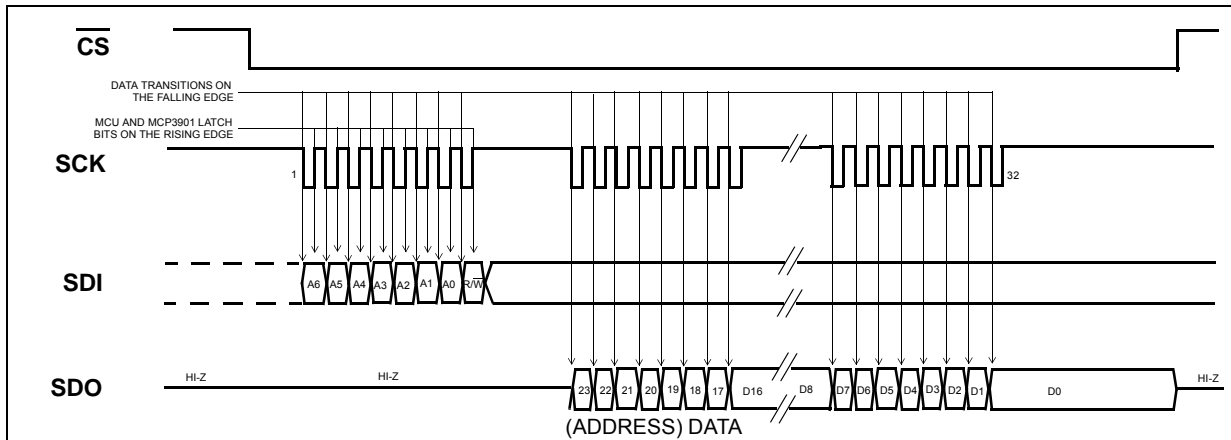 CS
DATA TRANSITIONS ON
THE FALLING EDGE
MCU AND MCP3901 LATCH
BITS ON THE RISING EDGE
SCK
1
32
SDI
A6 A5 A4 A3 A2 A1 A0 R/W
SDO
HI-Z HI-Z 23 22 21 20 19 18 17 D16 D8 D7 D6 D5 D4 D3 D2 D1 D0 HI-Z
(ADDRESS) DATA